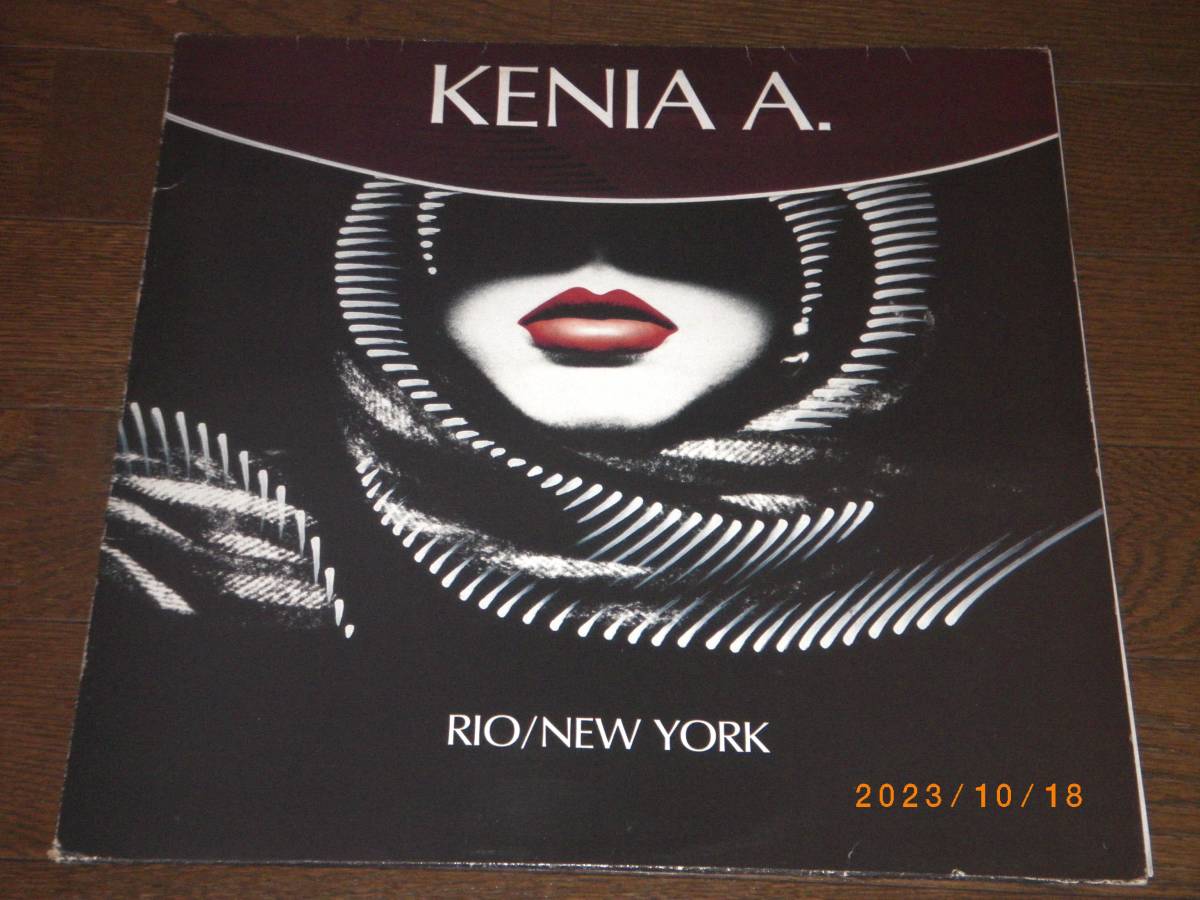 KENIA A.
RIO/NEW YORK
2023/10/18